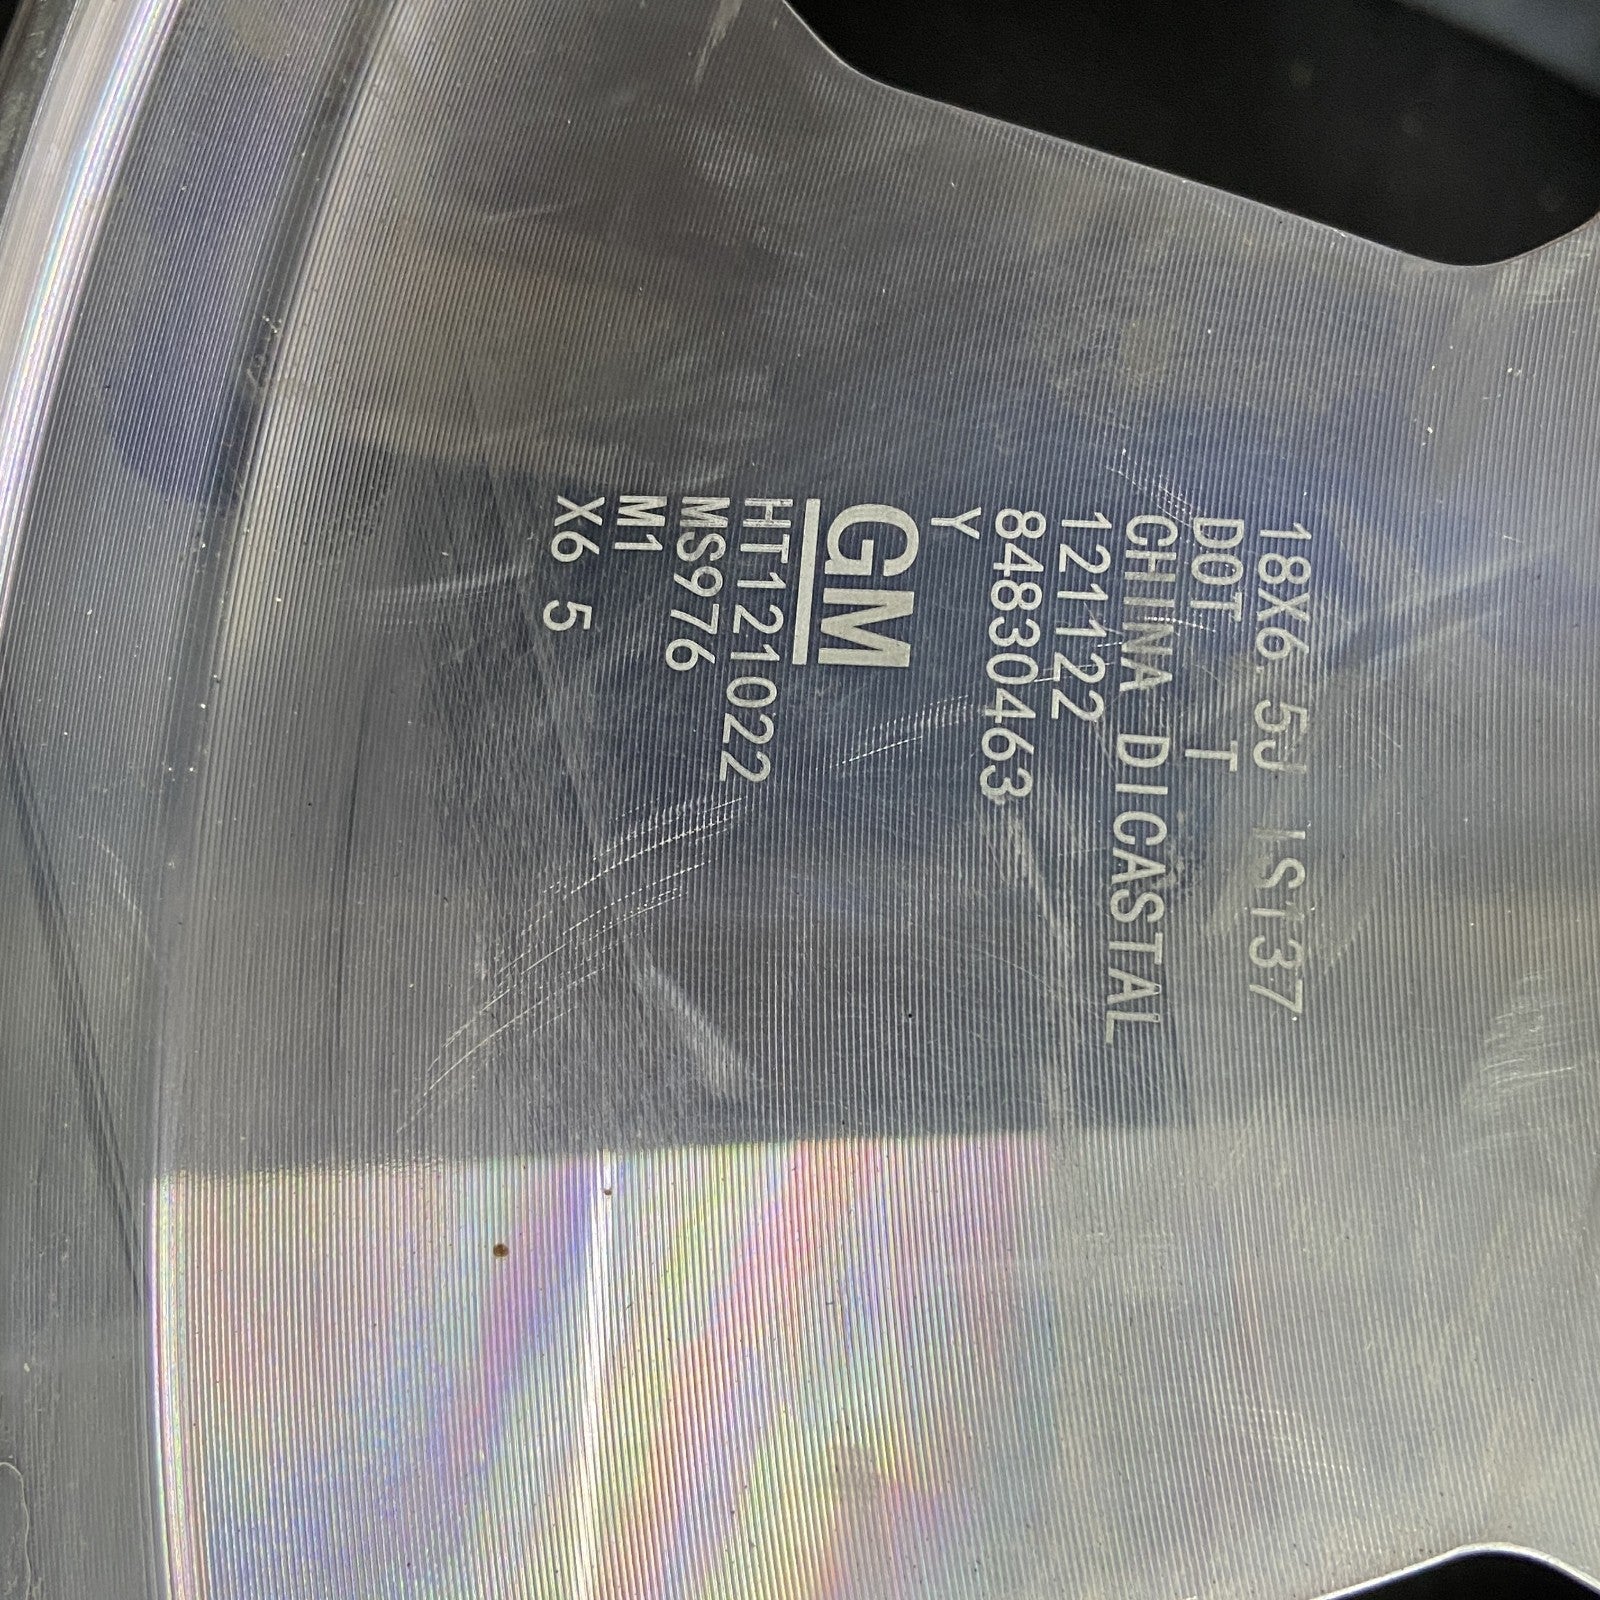 18X6.5J IS137
DOT T
CHINA DICASTAL
121122
84830463
Y
GM
HT121022
MS976
M1
X6 5